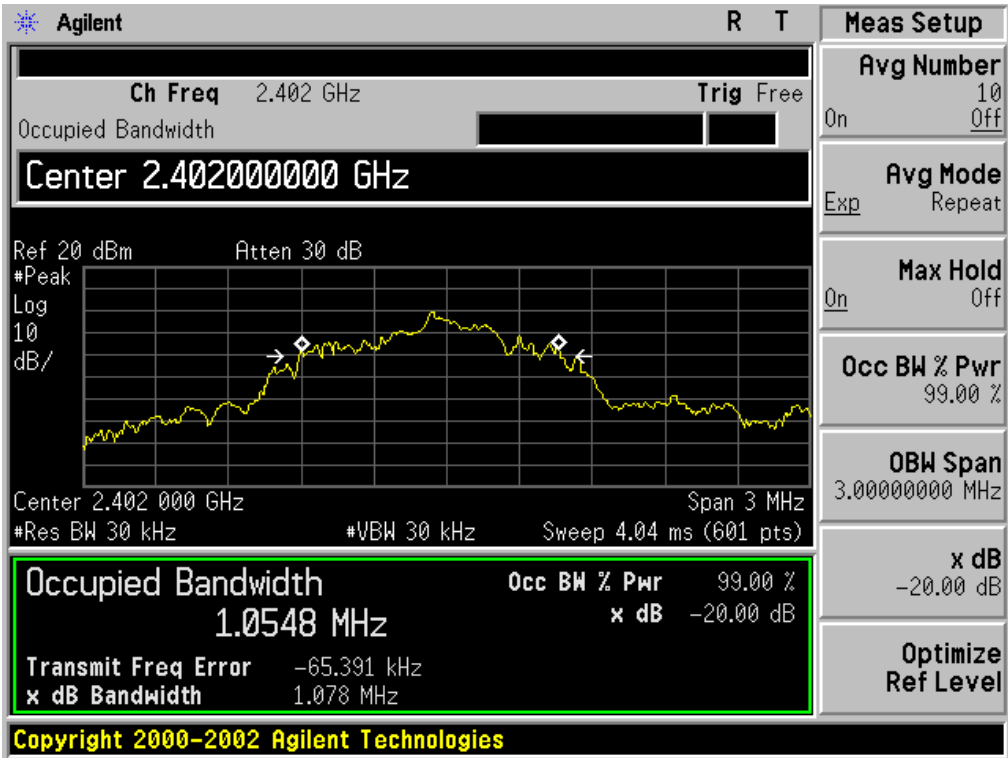 Agilent R T
Ch Freq 2.402 GHz Trig Free
Occupied Bandwidth
Center 2.402000000 GHz
Ref 20 dBm Atten 30 dB
#Peak
Log
10
dB/
Center 2.402 000 GHz Span 3 MHz
#Res BW 30 kHz #VBW 30 kHz Sweep 4.04 ms (601 pts)
Occupied Bandwidth Occ BW % Pwr 99.00 %
1.0548 MHz x dB -20.00 dB
Transmit Freq Error -65.391 kHz
x dB Bandwidth 1.078 MHz
Copyright 2000-2002 Agilent Technologies
Meas Setup
Avg Number
10
On Off
Avg Mode
Exp Repeat
Max Hold
On Off
Occ BW % Pwr
99.00 %
OBW Span
3.00000000 MHz
x dB
-20.00 dB
Optimize
Ref Level